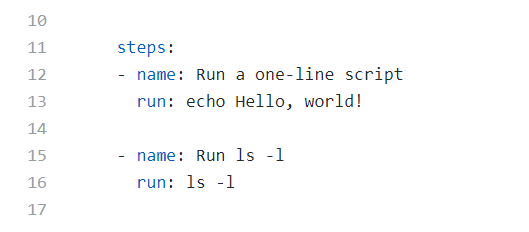 10
11 steps:
12 - name: Run a one-line script
13 run: echo Hello, world!
14
15 - name: Run ls -l
16 run: ls -l
17